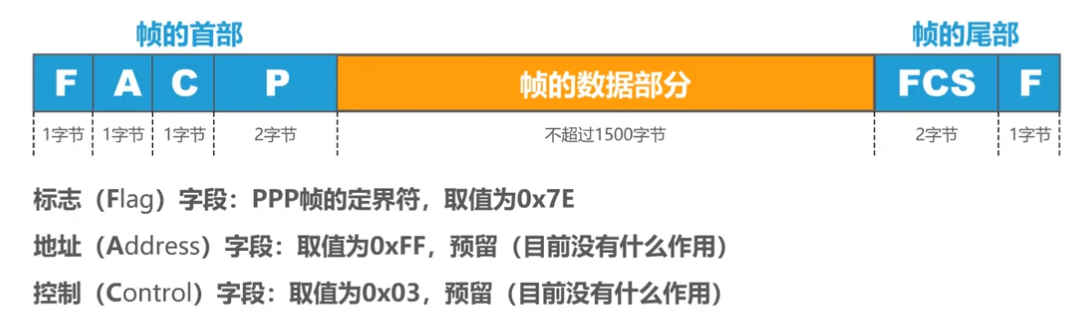 帧的首部 帧的尾部
F A C P 帧的数据部分 FCS F
1字节 1字节 1字节 2字节 不超过1500字节 2字节 1字节
标志（Flag）字段：PPP帧的定界符，取值为0x7E
地址（Address）字段：取值为0xFF，预留（目前没有什么作用）
控制（Control）字段：取值为0x03，预留（目前没有什么作用）